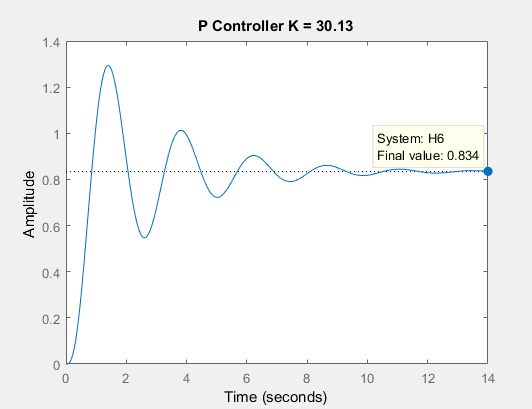 P Controller K = 30.13
1.4
1.2
1
0.8
0.6
0.4
0.2
0
Amplitude
System: H6
Final value: 0.834
0 2 4 6 8 10 12 14
Time (seconds)